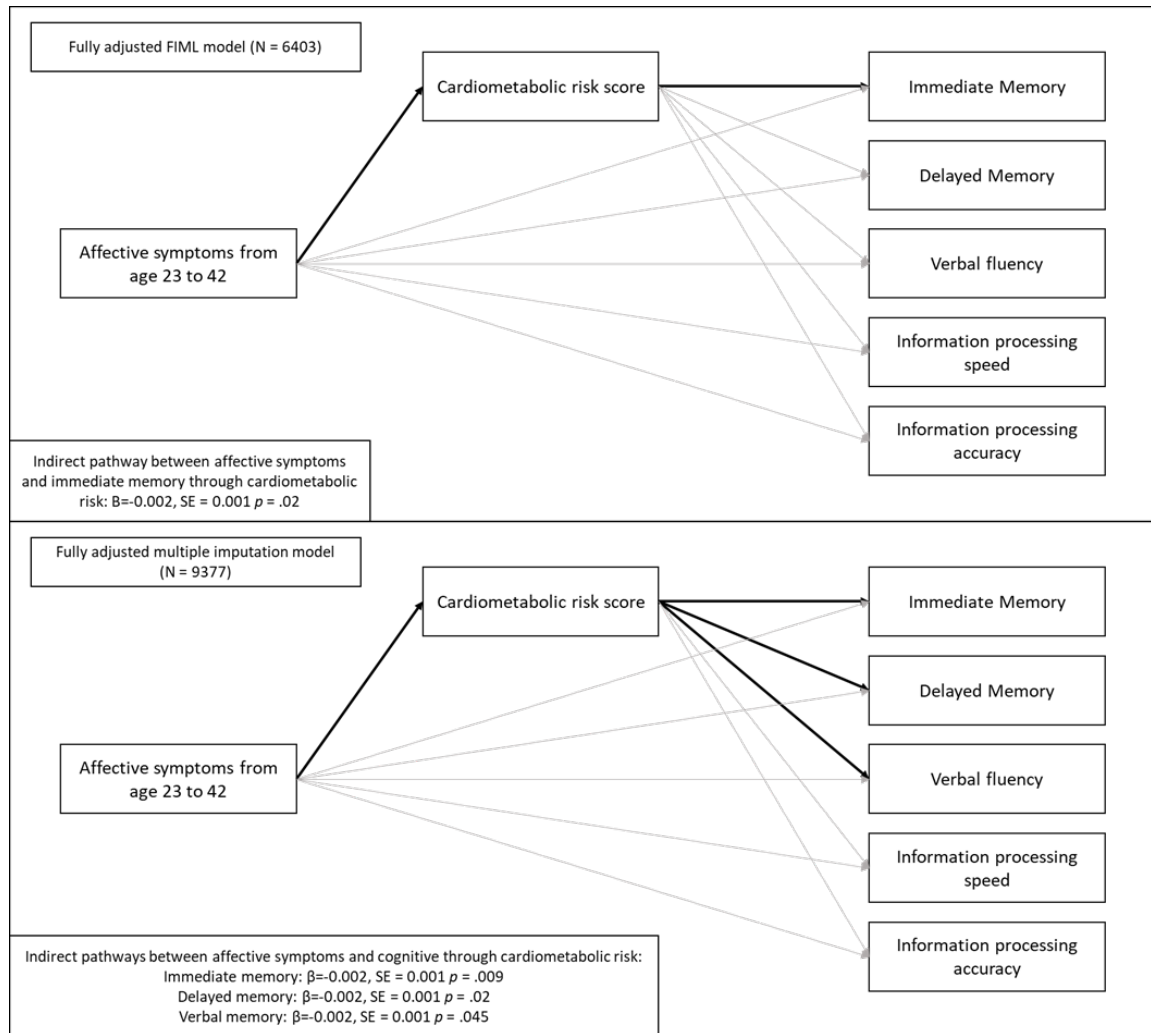 Fully adjusted FIML model (N = 6403)
Cardiometabolic risk score
Immediate Memory
Delayed Memory
Affective symptoms from
age 23 to 42
Verbal fluency
Information processing
speed
Information processing
accuracy
Indirect pathway between affective symptoms
and immediate memory through cardiometabolic
risk: B=-0.002, SE = 0.001 p = .02
Fully adjusted multiple imputation model
(N = 9377)
Cardiometabolic risk score
Immediate Memory
Delayed Memory
Affective symptoms from
age 23 to 42
Verbal fluency
Information processing
speed
Information processing
accuracy
Indirect pathways between affective symptoms and cognitive through cardiometabolic risk:
Immediate memory: β=-0.002, SE = 0.001 p = .009
Delayed memory: β=-0.002, SE = 0.001 p = .02
Verbal memory: β=-0.002, SE = 0.001 p = .045